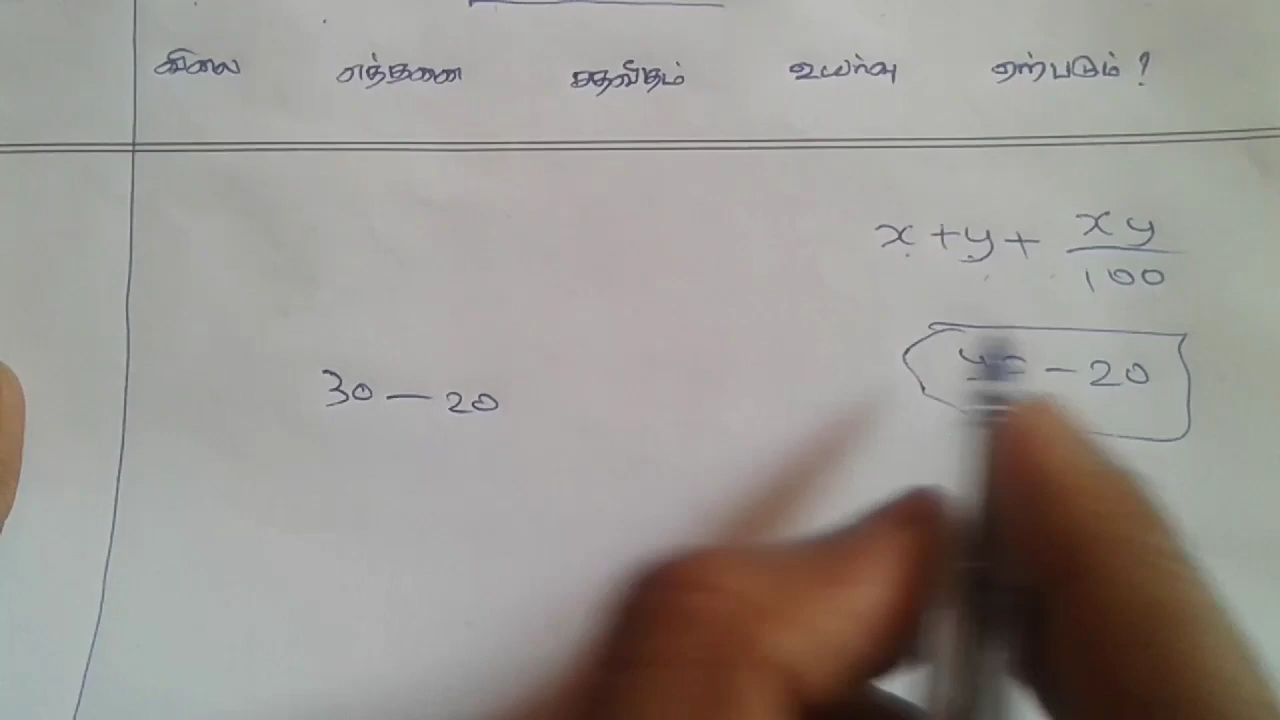 விலை எத்தனை சதவீதம் உயர்வு ஏற்படும் ?
x + y + xy/100
30 — 20
y = - 20